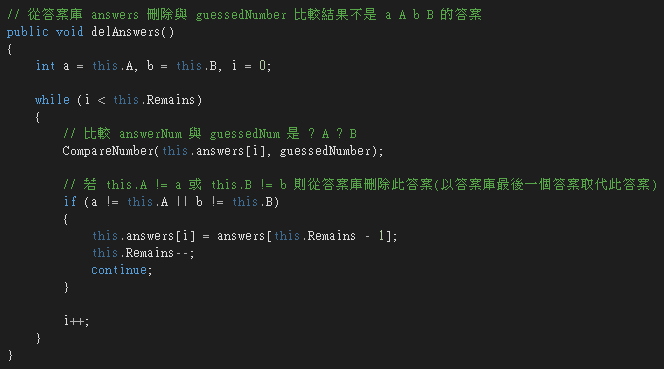 // 從答案庫 answers 刪除與 guessedNumber 比較結果不是 a A b B 的答案
public void delAnswers()
{
    int a = this.A, b = this.B, i = 0;

    while (i < this.Remains)
    {
        // 比較 answerNum 與 guessedNum 是 ? A ? B
        CompareNumber(this.answers[i], guessedNumber);

        // 若 this.A != a 或 this.B != b 則從答案庫刪除此答案(以答案庫最後一個答案取代此答案)
        if (a != this.A || b != this.B)
        {
            this.answers[i] = answers[this.Remains - 1];
            this.Remains--;
            continue;
        }

        i++;
    }
}